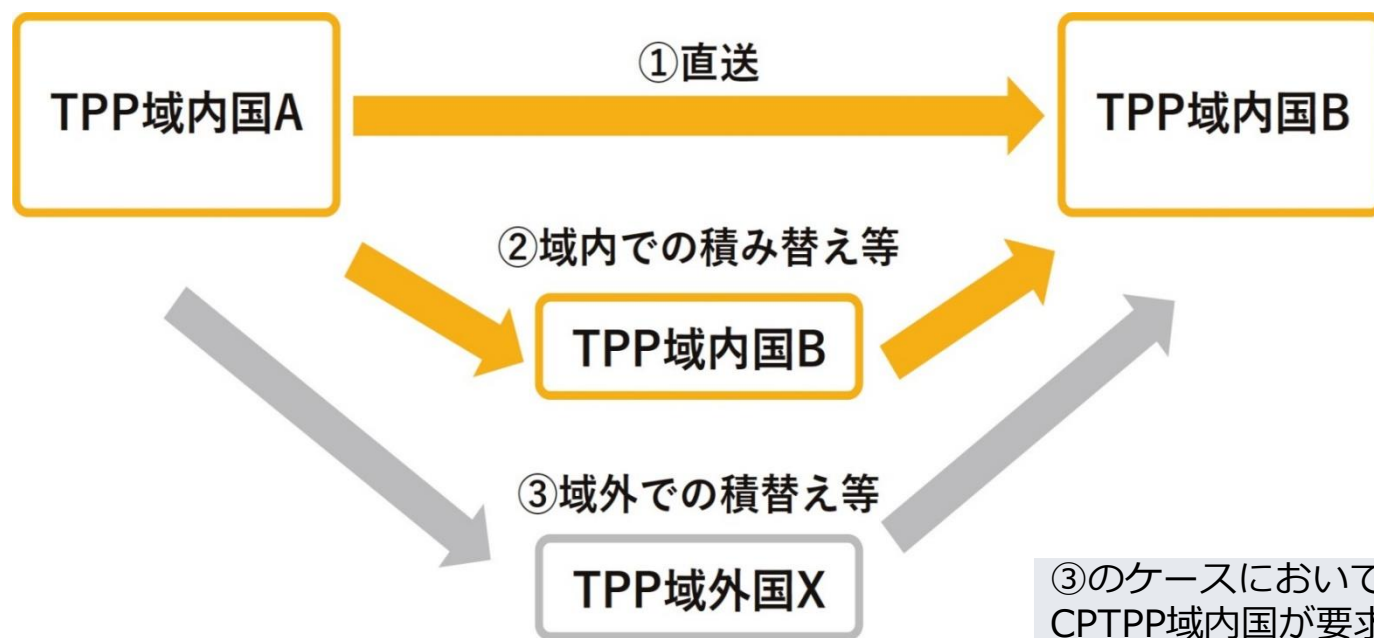 ①直送
TPP域内国A
TPP域内国B
②域内での積み替え等
TPP域内国B
③域外での積替え等
TPP域外国X
③のケースにおいて
CPTPP域内国が要求